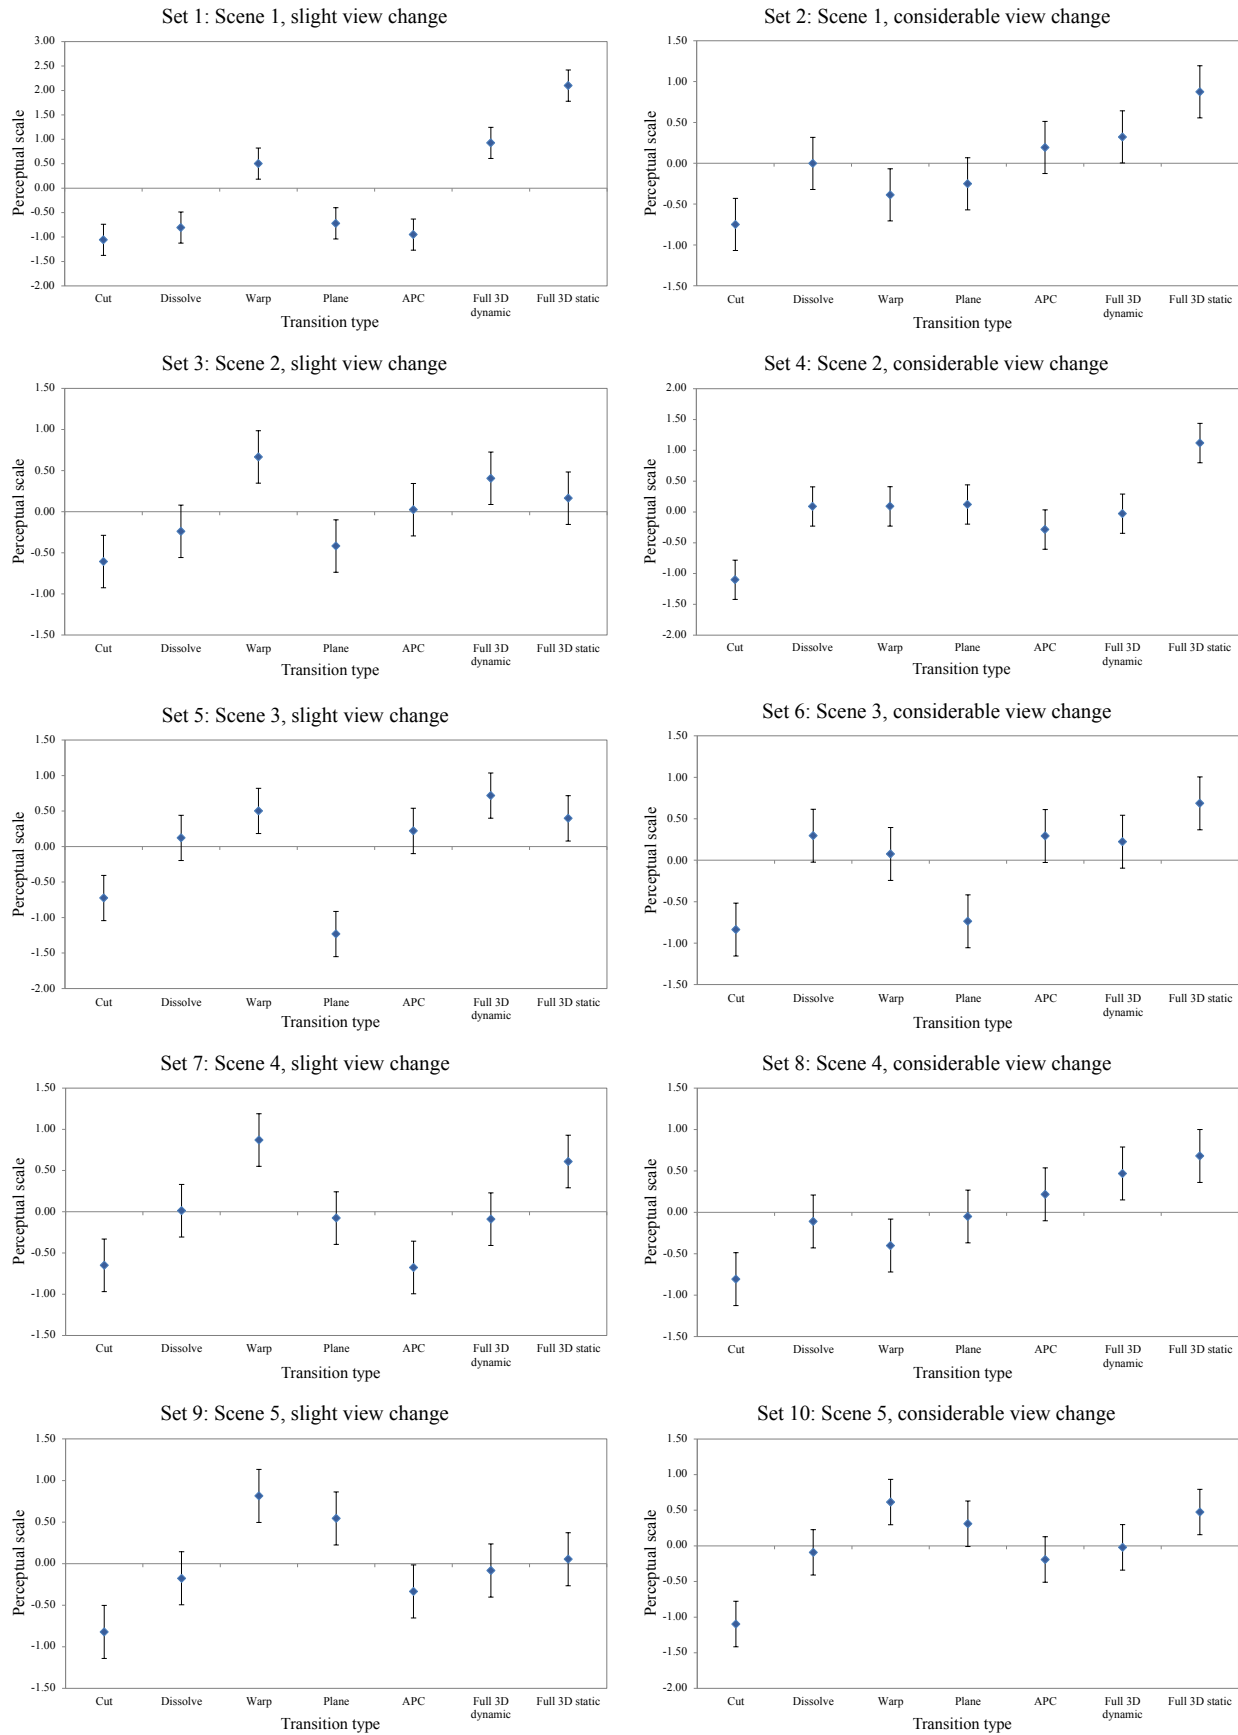 Set 1: Scene 1, slight view change
3.00
2.50
2.00
1.50
1.00
0.50
0.00
-0.50
-1.00
-1.50
-2.00
Perceptual scale
Cut Dissolve Warp Plane APC Full 3D dynamic Full 3D static
Transition type
Set 2: Scene 1, considerable view change
1.50
1.00
0.50
0.00
-0.50
-1.00
-1.50
Perceptual scale
Cut Dissolve Warp Plane APC Full 3D dynamic Full 3D static
Transition type
Set 3: Scene 2, slight view change
1.50
1.00
0.50
0.00
-0.50
-1.00
-1.50
Perceptual scale
Cut Dissolve Warp Plane APC Full 3D dynamic Full 3D static
Transition type
Set 4: Scene 2, considerable view change
2.00
1.50
1.00
0.50
0.00
-0.50
-1.00
-1.50
-2.00
Perceptual scale
Cut Dissolve Warp Plane APC Full 3D dynamic Full 3D static
Transition type
Set 5: Scene 3, slight view change
1.50
1.00
0.50
0.00
-0.50
-1.00
-1.50
-2.00
Perceptual scale
Cut Dissolve Warp Plane APC Full 3D dynamic Full 3D static
Transition type
Set 6: Scene 3, considerable view change
1.50
1.00
0.50
0.00
-0.50
-1.00
-1.50
Perceptual scale
Cut Dissolve Warp Plane APC Full 3D dynamic Full 3D static
Transition type
Set 7: Scene 4, slight view change
1.50
1.00
0.50
0.00
-0.50
-1.00
-1.50
Perceptual scale
Cut Dissolve Warp Plane APC Full 3D dynamic Full 3D static
Transition type
Set 8: Scene 4, considerable view change
1.50
1.00
0.50
0.00
-0.50
-1.00
-1.50
Perceptual scale
Cut Dissolve Warp Plane APC Full 3D dynamic Full 3D static
Transition type
Set 9: Scene 5, slight view change
1.50
1.00
0.50
0.00
-0.50
-1.00
-1.50
Perceptual scale
Cut Dissolve Warp Plane APC Full 3D dynamic Full 3D static
Transition type
Set 10: Scene 5, considerable view change
1.50
1.00
0.50
0.00
-0.50
-1.00
-1.50
-2.00
Perceptual scale
Cut Dissolve Warp Plane APC Full 3D dynamic Full 3D static
Transition type